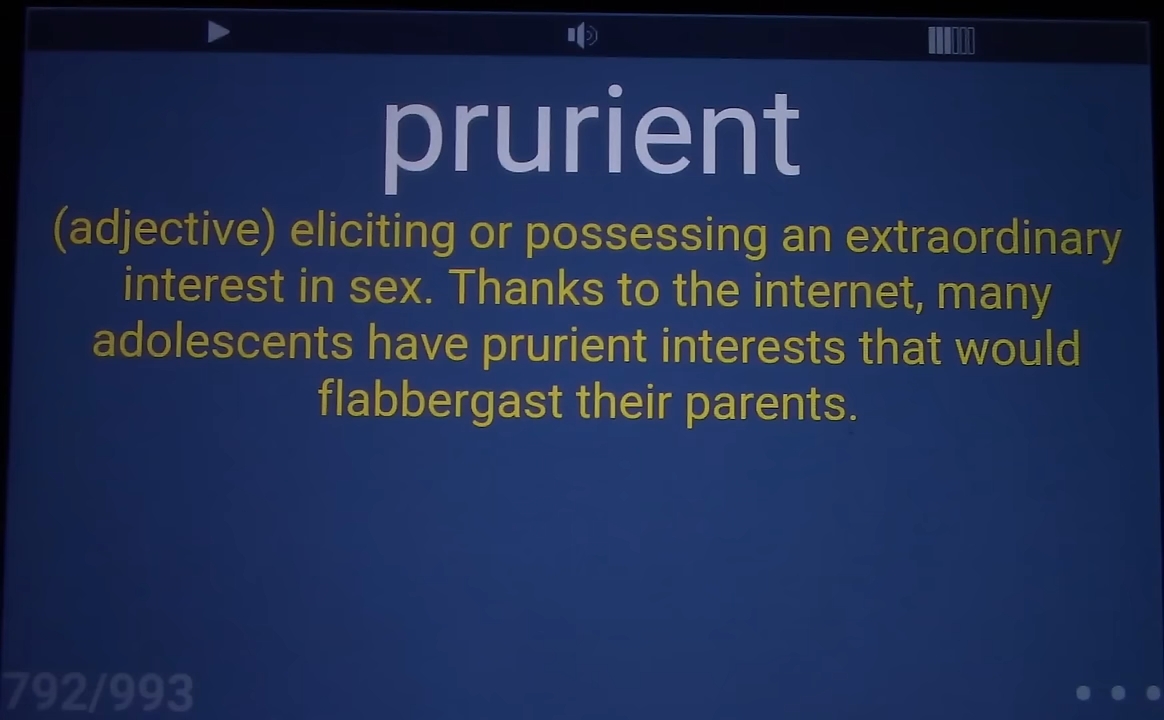 prurient
(adjective) eliciting or possessing an extraordinary
interest in sex. Thanks to the internet, many
adolescents have prurient interests that would
flabbergast their parents.
792/993